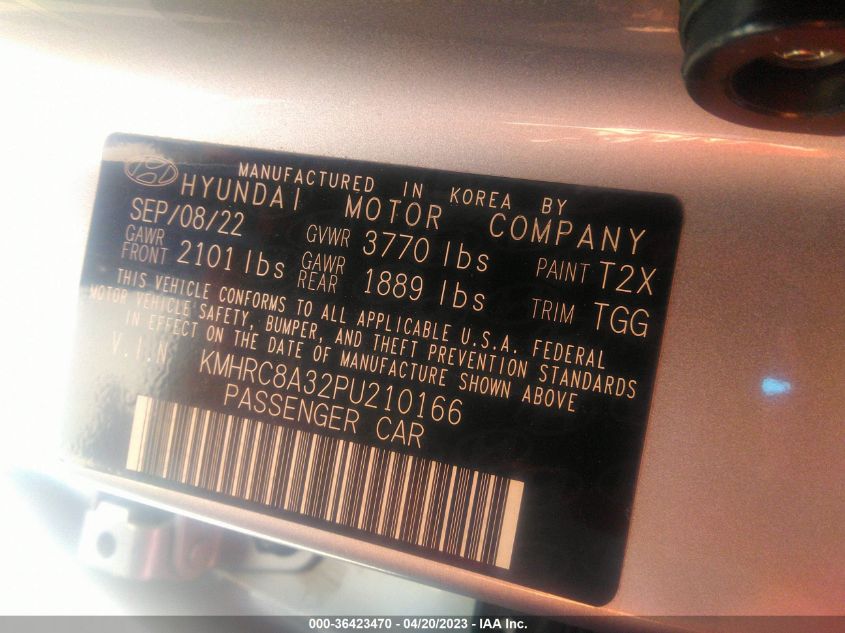 MANUFACTURED IN KOREA BY
HYUNDAI MOTOR COMPANY
SEP/08/22 GVWR 3770 lbs PAINT T2X
GAWR FRONT 2101 lbs GAWR REAR 1889 lbs TRIM TGG
THIS VEHICLE CONFORMS TO ALL APPLICABLE U.S.A. FEDERAL
MOTOR VEHICLE SAFETY, BUMPER, AND THEFT PREVENTION STANDARDS
IN EFFECT ON THE DATE OF MANUFACTURE SHOWN ABOVE
V.I.N KMHRC8A32PU210166
PASSENGER CAR
000-36423470 - 04/20/2023 - IAA Inc.